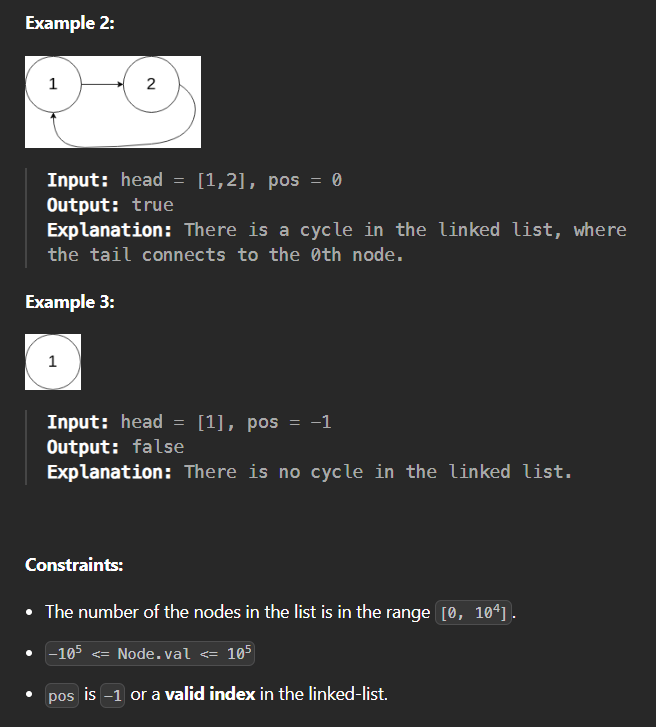 Example 2:
1 2
Input: head = [1,2], pos = 0
Output: true
Explanation: There is a cycle in the linked list, where
the tail connects to the 0th node.
Example 3:
1
Input: head = [1], pos = -1
Output: false
Explanation: There is no cycle in the linked list.
Constraints:
• The number of the nodes in the list is in the range [0, 10⁴].
• -10⁵ <= Node.val <= 10⁵
• pos is -1 or a valid index in the linked-list.